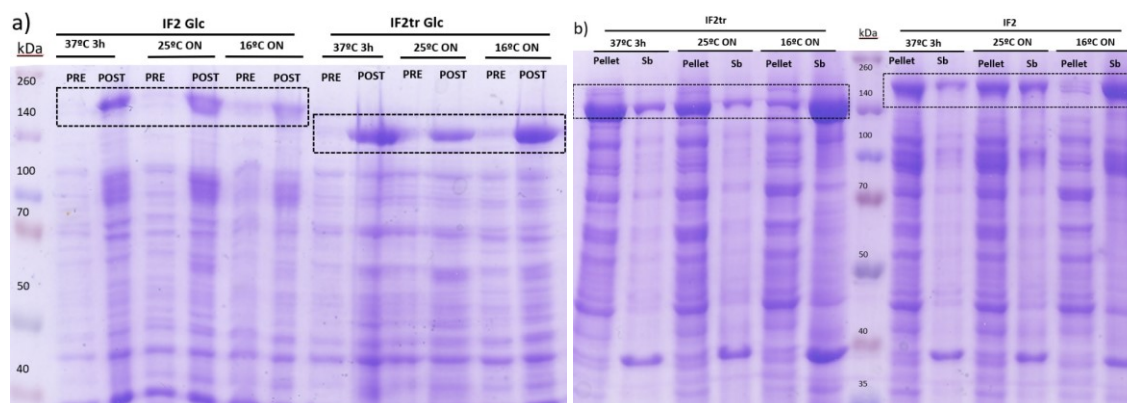 a)
IF2 Glc
IF2tr Glc
kDa
37ºC 3h
25ºC ON
16ºC ON
37ºC 3h
25ºC ON
16ºC ON
PRE
POST
PRE
POST
PRE
POST
PRE
POST
PRE
POST
PRE
POST
260
140
100
70
50
40
b)
IF2tr
IF2
37ºC 3h
25ºC ON
16ºC ON
kDa
37ºC 3h
25ºC ON
16ºC ON
Pellet
Sb
Pellet
Sb
Pellet
Sb
Pellet
Sb
Pellet
Sb
Pellet
Sb
260
140
100
70
50
40
35